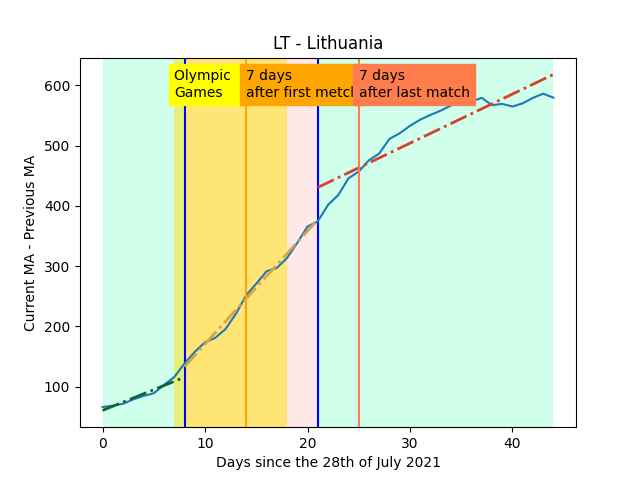 LT - Lithuania
Olympic
Games
7 days
after first metcl
7 days
after last match
Current MA - Previous MA
600
500
400
300
200
100
0
10
20
30
40
Days since the 28th of July 2021